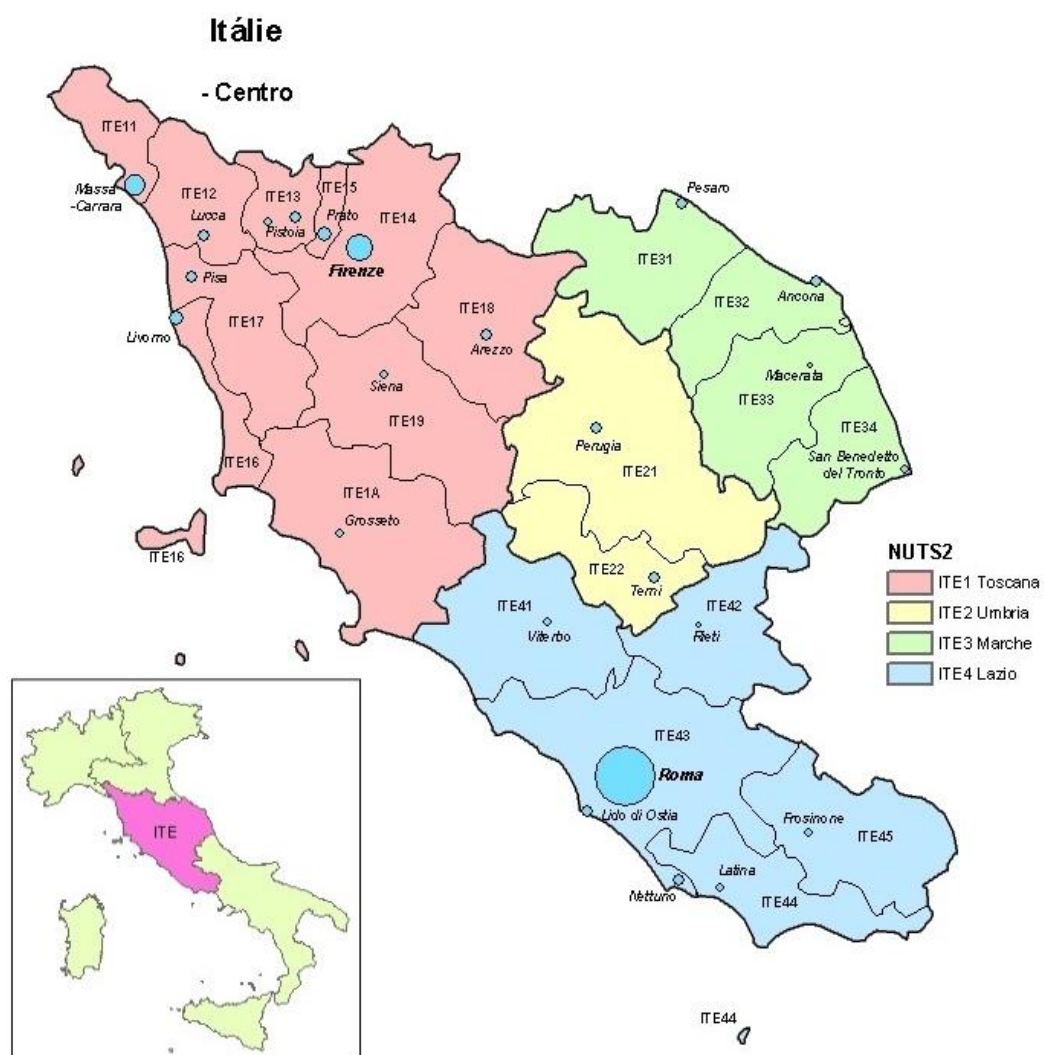 Itálie
- Centro
ITE11
Massa
-Carrara
ITE12
Lucca
ITE13
Pistoia
ITE15
Prato
ITE14
Firenze
Pisa
Livorno
ITE17
ITE18
Arezzo
Siena
ITE19
ITE16
ITE1A
Grosseto
ITE16
Pesaro
ITE31
ITE32
Ancona
Macerata
ITE33
ITE34
San Benedetto
del Tronto
Perugia
ITE21
ITE22
Terni
ITE41
Viterbo
ITE42
Rieti
ITE43
Roma
Lido di Ostia
Frosinone
ITE45
Latina
Nettuno
ITE44
ITE44
NUTS2
ITE1 Toscana
ITE2 Umbria
ITE3 Marche
ITE4 Lazio
ITE